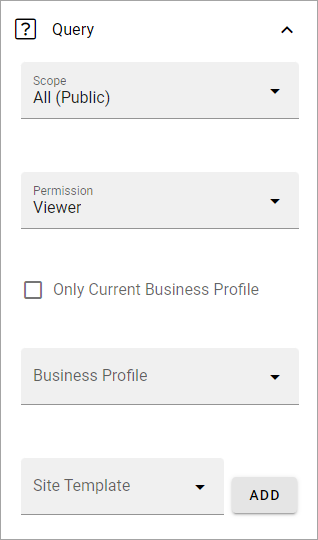 Query
Scope
All (Public)
Permission
Viewer
Only Current Business Profile
Business Profile
Site Template
ADD